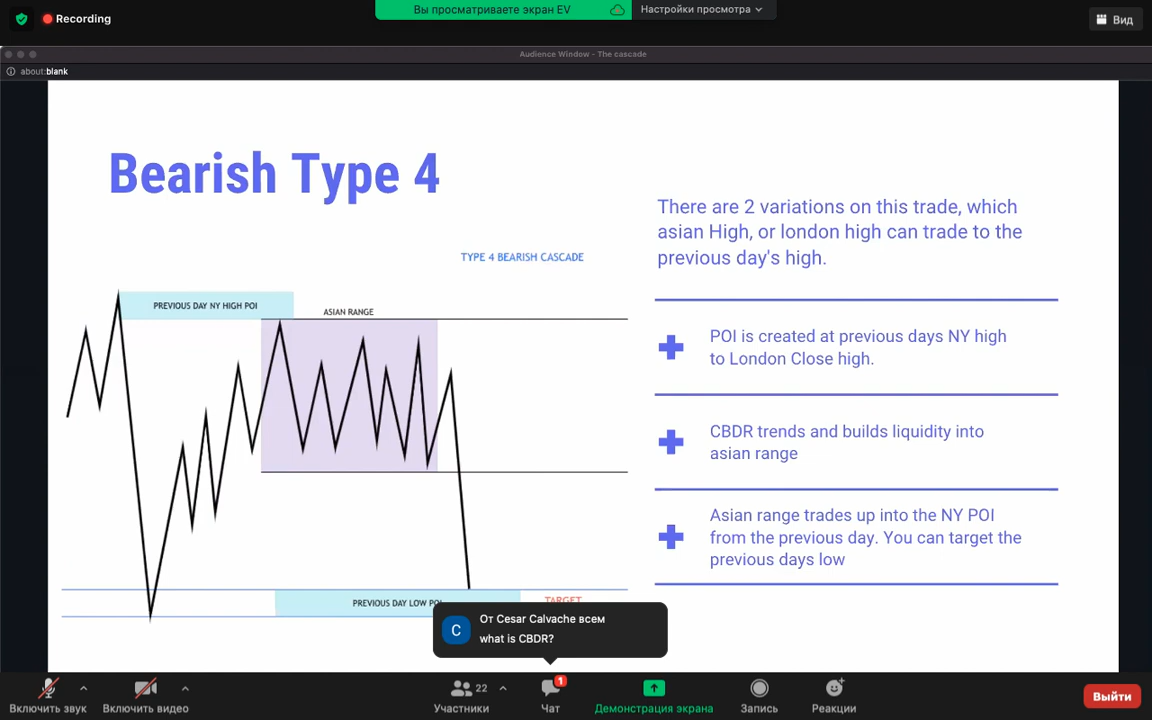 Recording
Вы просматриваете экран EV
Настройки просмотра
Вид
Audience Window - The cascade
about:blank
Bearish Type 4
There are 2 variations on this trade, which
asian High, or london high can trade to the
previous day's high.
TYPE 4 BEARISH CASCADE
PREVIOUS DAY NY HIGH POI
ASIAN RANGE
POI is created at previous days NY high
to London Close high.
CBDR trends and builds liquidity into
asian range
Asian range trades up into the NY POI
from the previous day. You can target the
previous days low
PREVIOUS DAY LOW POI
TARGET
C
От Cesar Calvache всем
what is CBDR?
Включить звук
Включить видео
22
Участники
1
Чат
Демонстрация экрана
Запись
Реакции
Выйти